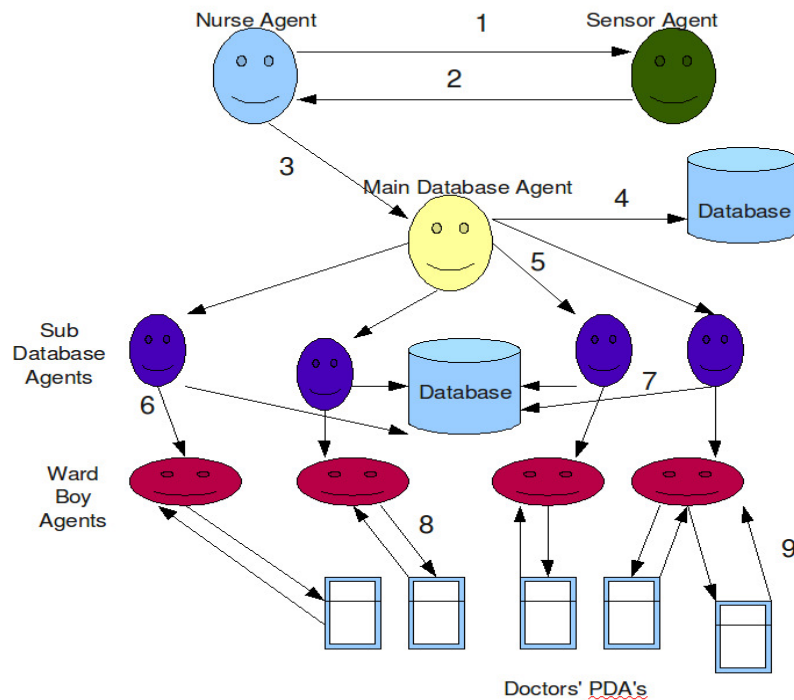 Nurse Agent
Sensor Agent
1
2
3
Main Database Agent
4
Database
5
Sub
Database
Agents
Database
6
7
Ward
Boy
Agents
8
9
Doctors' PDA's